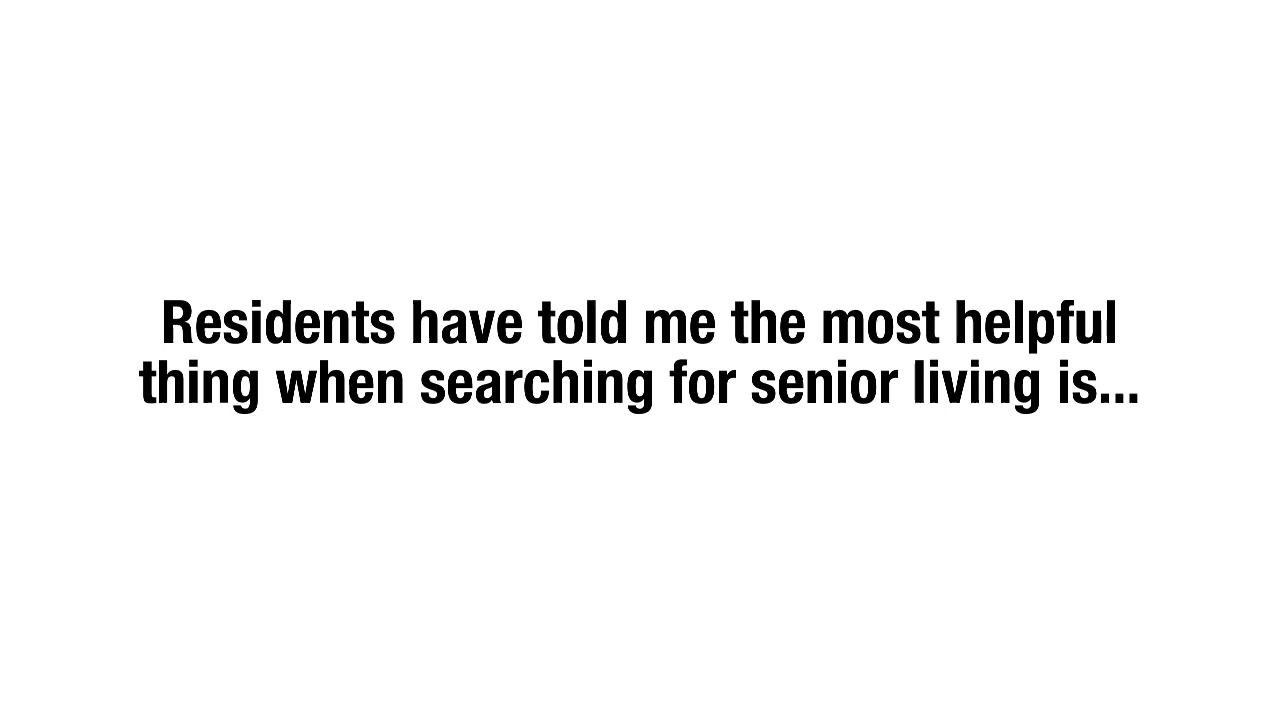 Residents have told me the most helpful
thing when searching for senior living is...